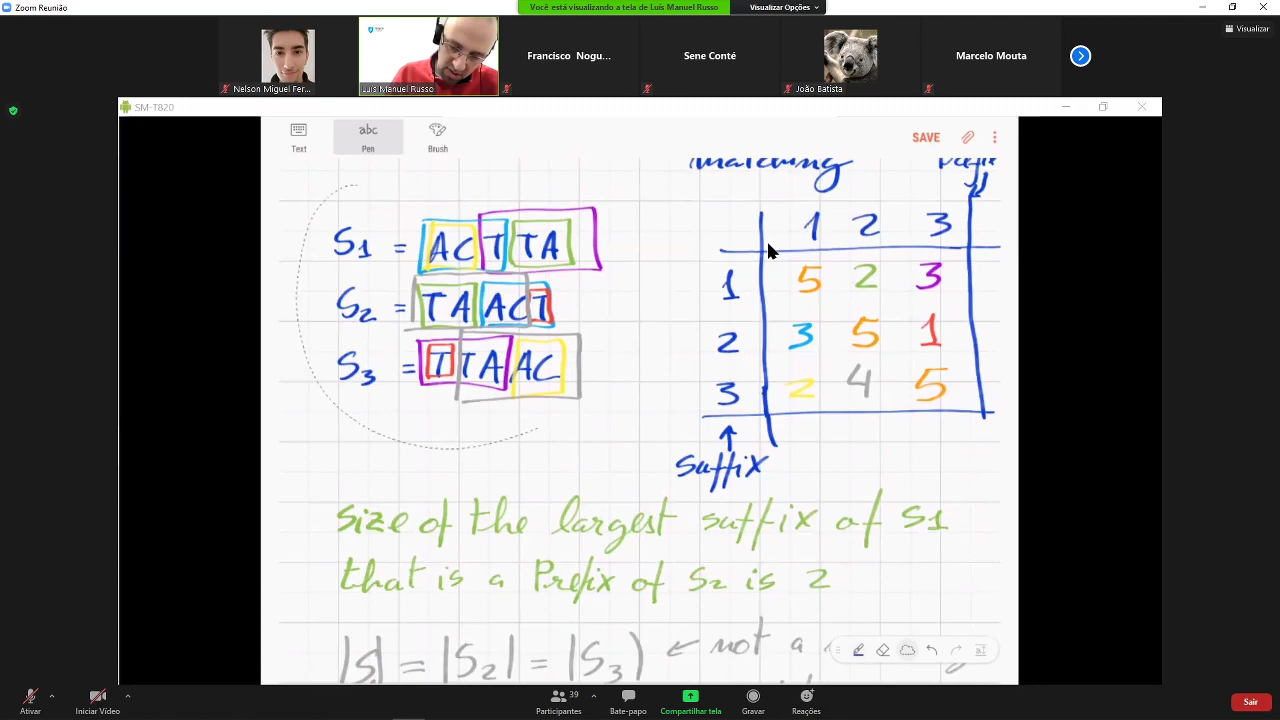 Zoom Reunião
Você está visualizando a tela de Luís Manuel Russo
Visualizar Opções
Visualizar
Nelson Miguel Fer...
Luís Manuel Russo
Francisco Nogu...
Sene Conté
João Batista
Marcelo Mouta
SM-T820
Text
abc
Pen
Brush
SAVE
matching
S1 = ACTTA
S2 = TAACT
S3 = TTAAC
1 2 3
1 5 2 3
2 3 5 1
3 2 4 5
suffix
size of the largest suffix of S1
that is a Prefix of S2 is 2
|S1| = |S2| = |S3| ← not a
Ativar
Iniciar Vídeo
Participantes
39
Bate-papo
Compartilhar tela
Gravar
Reações
Sair